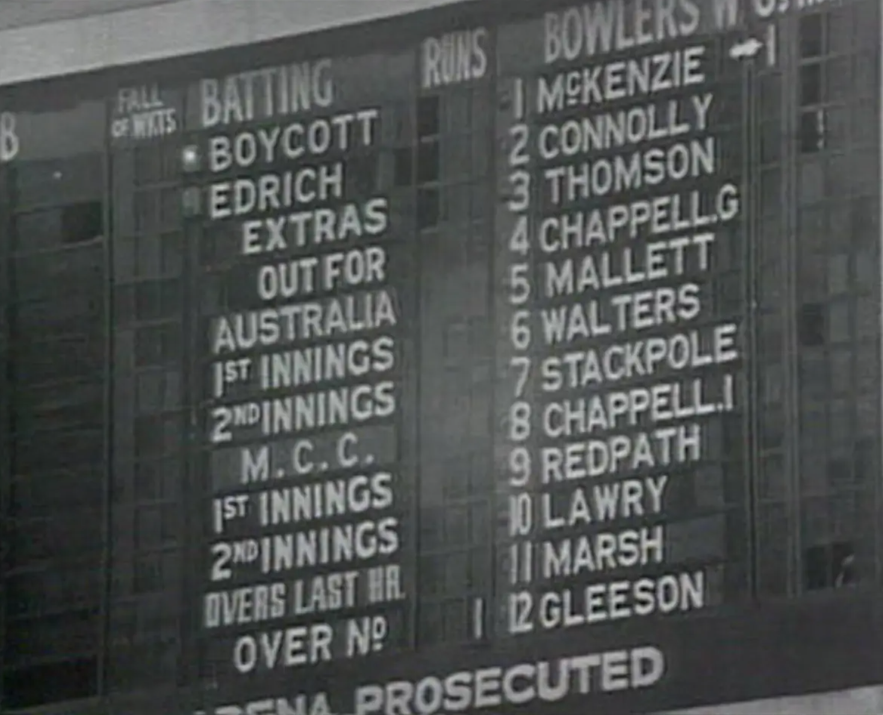 B
FALL
OF WKTS
BATTING
RUNS
BOYCOTT
EDRICH
EXTRAS
OUT FOR
AUSTRALIA
1ST INNINGS
2ND INNINGS
M.C.C.
1ST INNINGS
2ND INNINGS
OVERS LAST HR.
OVER Nº 1
BOWLERS W
1 McKENZIE 1
2 CONNOLLY
3 THOMSON
4 CHAPPELL.G
5 MALLETT
6 WALTERS
7 STACKPOLE
8 CHAPPELL.I
9 REDPATH
10 LAWRY
11 MARSH
12 GLEESON
ARENA PROSECUTED